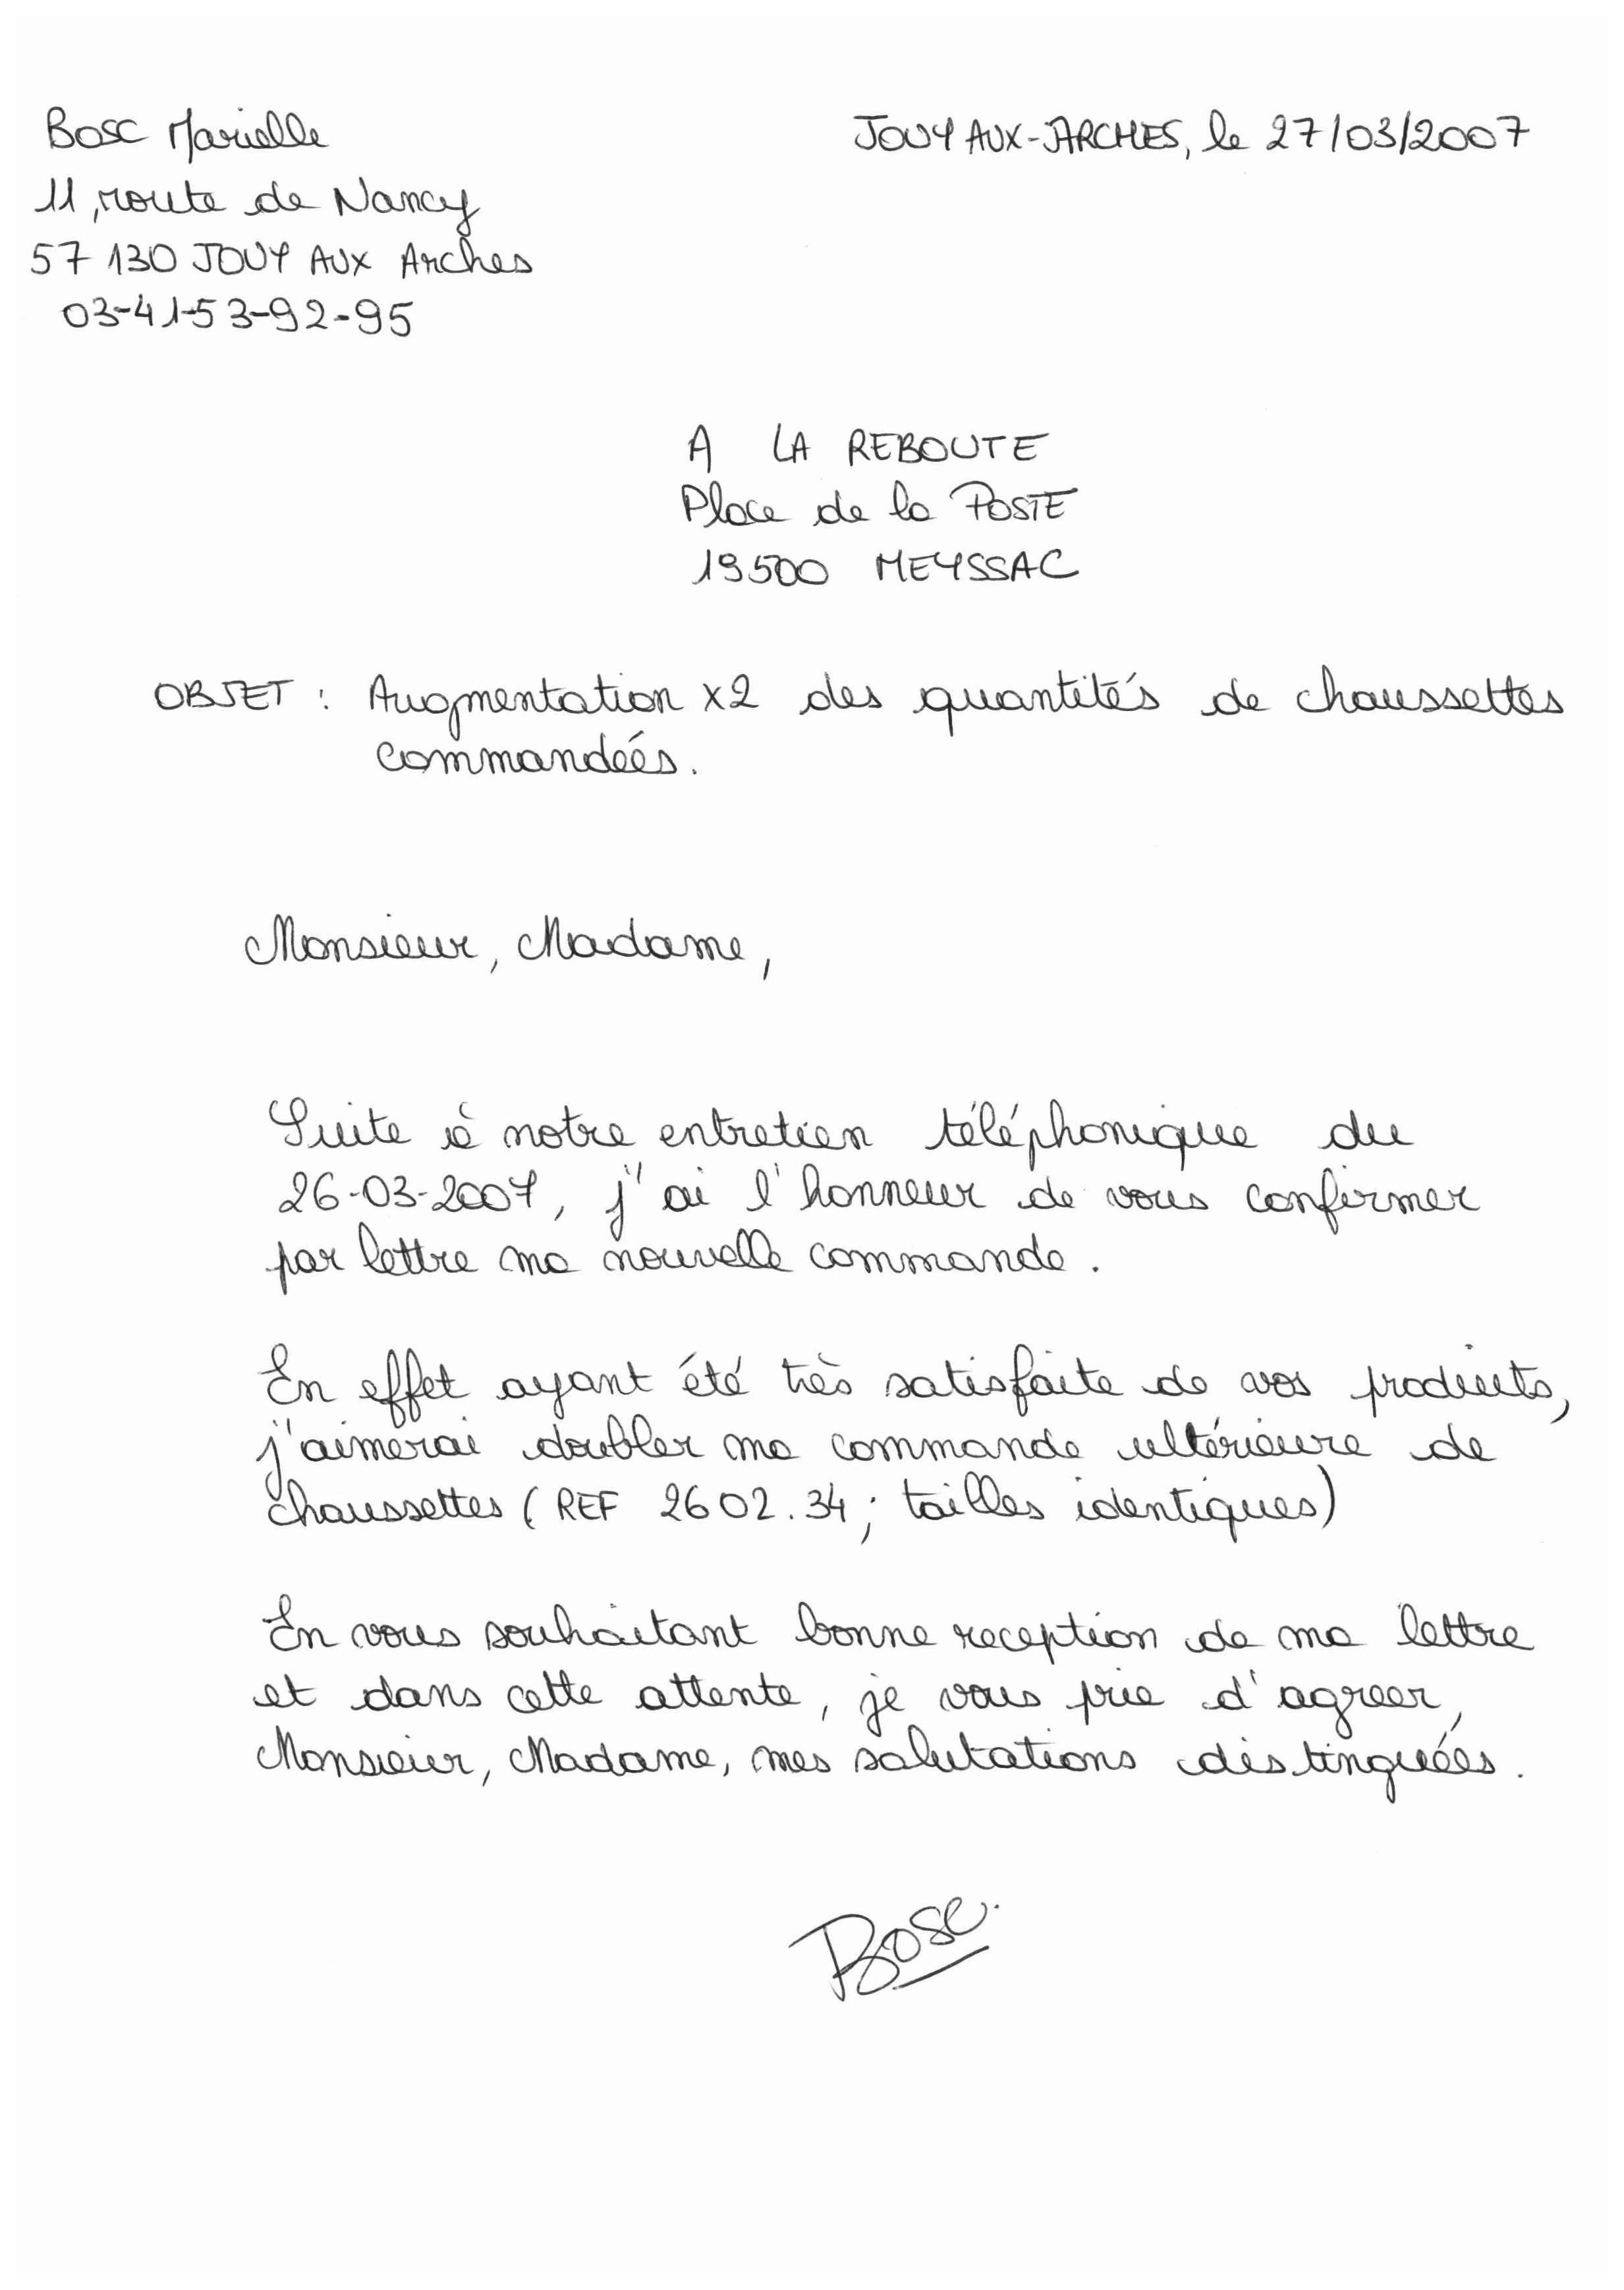 Bosc Marielle
JOUY AUX-ARCHES, le 27/03/2007
11, route de Nancy
57 130 JOUY AUX Arches
03-41-53-92-95
A LA REBOUTE
Place de la POSTE
19500 MEYSSAC
OBJET : Augmentation x2 des quantités de chaussettes
commandées.
Monsieur, Madame,
Suite à notre entretien téléphonique du
26-03-2007, j'ai l'honneur de vous confirmer
par lettre ma nouvelle commande.
En effet ayant été très satisfaite de vos produits,
j'aimerai doubler ma commande ultérieure de
chaussettes (REF 2602.34 ; tailles identiques)
En vous souhaitant bonne reception de ma lettre
et dans cette attente, je vous prie d'agreer,
Monsieur, Madame, mes salutations distinguées.
Bosc.